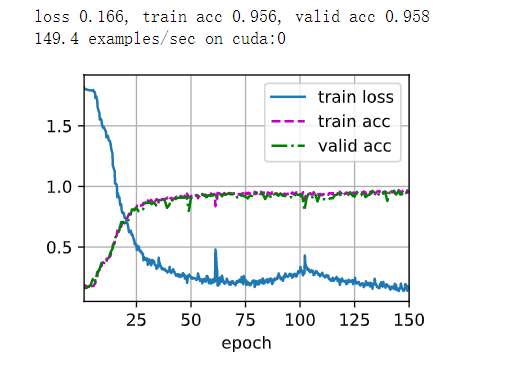 loss 0.166, train acc 0.956, valid acc 0.958
149.4 examples/sec on cuda:0
train loss
train acc
valid acc
1.5
1.0
0.5
25 50 75 100 125 150
epoch